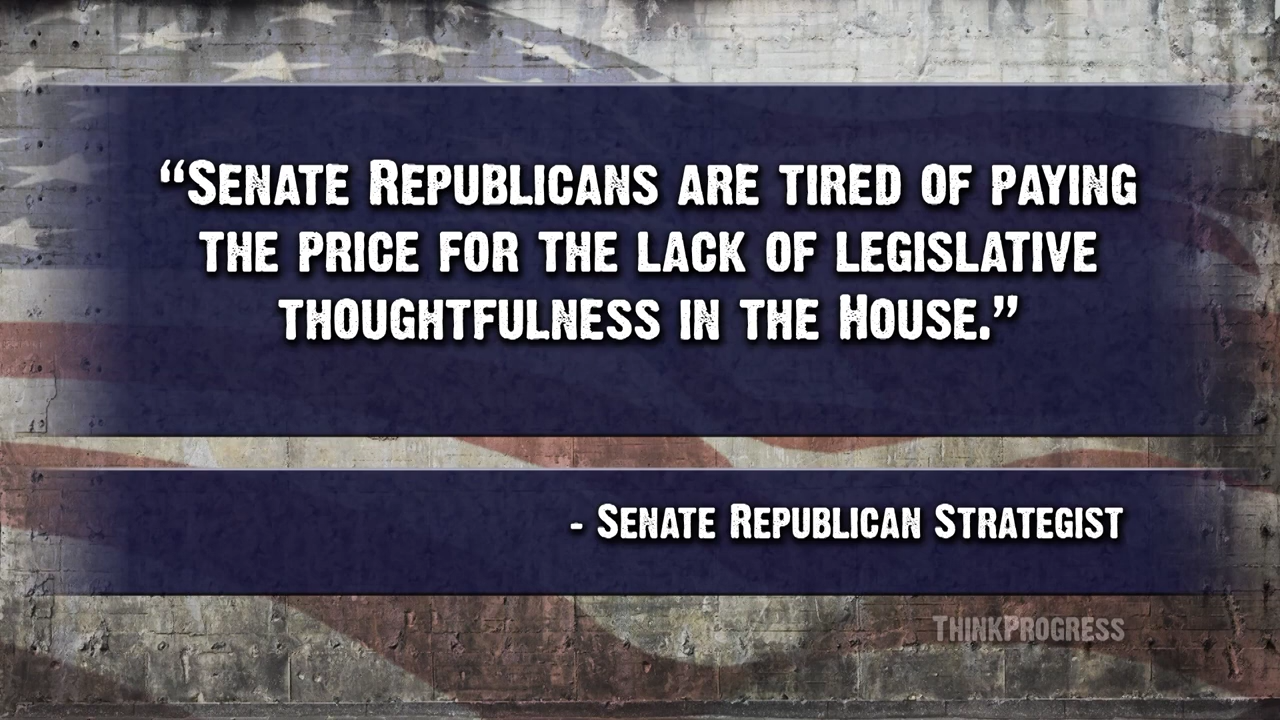 “Senate Republicans are tired of paying
the price for the lack of legislative
thoughtfulness in the House.”
- Senate Republican Strategist
ThinkProgress